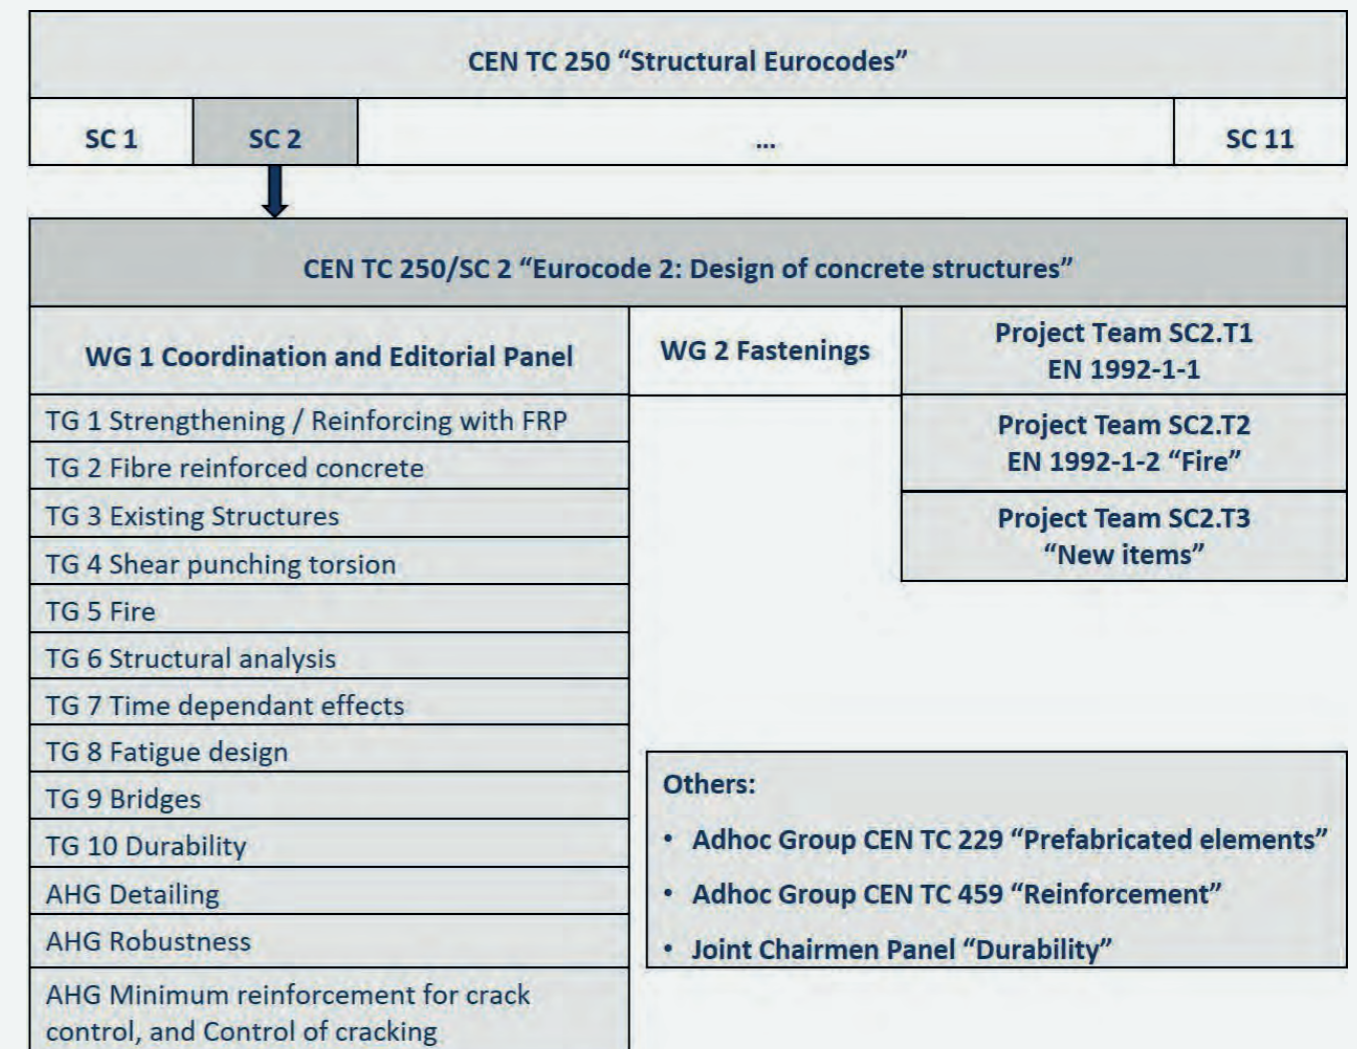 CEN TC 250 “Structural Eurocodes”
SC 1
SC 2
...
SC 11
CEN TC 250/SC 2 “Eurocode 2: Design of concrete structures”
WG 1 Coordination and Editorial Panel
TG 1 Strengthening / Reinforcing with FRP
TG 2 Fibre reinforced concrete
TG 3 Existing Structures
TG 4 Shear punching torsion
TG 5 Fire
TG 6 Structural analysis
TG 7 Time dependant effects
TG 8 Fatigue design
TG 9 Bridges
TG 10 Durability
AHG Detailing
AHG Robustness
AHG Minimum reinforcement for crack
control, and Control of cracking
WG 2 Fastenings
Project Team SC2.T1
EN 1992-1-1
Project Team SC2.T2
EN 1992-1-2 “Fire”
Project Team SC2.T3
“New items”
Others:
• Adhoc Group CEN TC 229 “Prefabricated elements”
• Adhoc Group CEN TC 459 “Reinforcement”
• Joint Chairmen Panel “Durability”